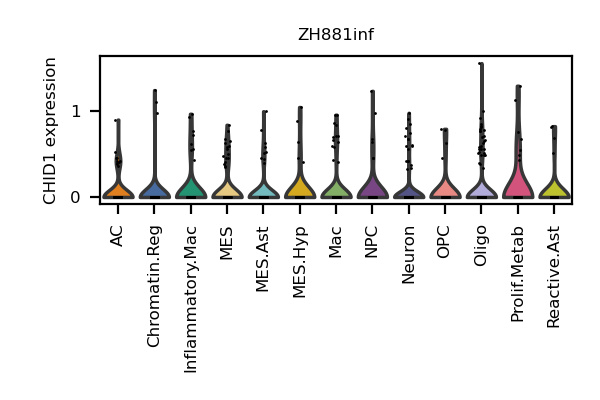 ZH881inf
CHID1 expression
1
0
AC
Chromatin.Reg
Inflammatory.Mac
MES
MES.Ast
MES.Hyp
Mac
NPC
Neuron
OPC
Oligo
Prolif.Metab
Reactive.Ast